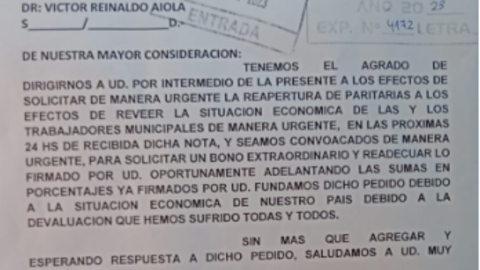 DR: VICTOR REINALDO AIOLA
S________/________________D.
ENTRADA
AÑO 20 23
EXP. Nº 4172 LETRA
DE NUESTRA MAYOR CONSIDERACION:
TENEMOS EL AGRADO DE
DIRIGIRNOS A UD. POR INTERMEDIO DE LA PRESENTE A LOS EFECTOS DE
SOLICITAR DE MANERA URGENTE LA REAPERTURA DE PARITARIAS A LOS
EFECTOS DE REVEER LA SITUACION ECONOMICA DE LAS Y LOS
TRABAJADORES MUNICIPALES DE MANERA URGENTE, EN LAS PROXIMAS
24 HS DE RECIBIDA DICHA NOTA, Y SEAMOS CONVOACADOS DE MANERA
URGENTE, PARA SOLICITAR UN BONO EXTRAORDINARIO Y READECUAR LO
FIRMADO POR UD. OPORTUNAMENTE ADELANTANDO LAS SUMAS EN
PORCENTAJES YA FIRMADOS POR UD. FUNDAMOS DICHO PEDIDO DEBIDO
A LA SITUACION ECONOMICA DE NUESTRO PAIS DEBIDO A LA
DEVALUACION QUE HEMOS SUFRIDO TODAS Y TODOS.
SIN MAS QUE AGREGAR Y
ESPERANDO RESPUESTA A DICHO PEDIDO, SALUDAMOS A UD. MUY